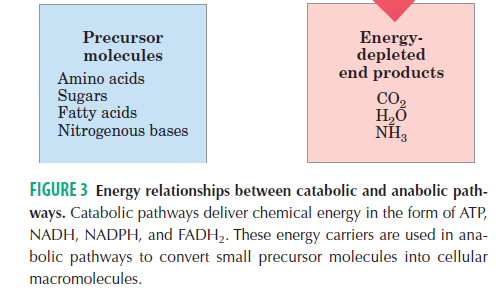 Precursor
molecules
Amino acids
Sugars
Fatty acids
Nitrogenous bases
Energy-
depleted
end products
CO₂
H₂O
NH₃
FIGURE 3 Energy relationships between catabolic and anabolic path-
ways. Catabolic pathways deliver chemical energy in the form of ATP,
NADH, NADPH, and FADH₂. These energy carriers are used in ana-
bolic pathways to convert small precursor molecules into cellular
macromolecules.